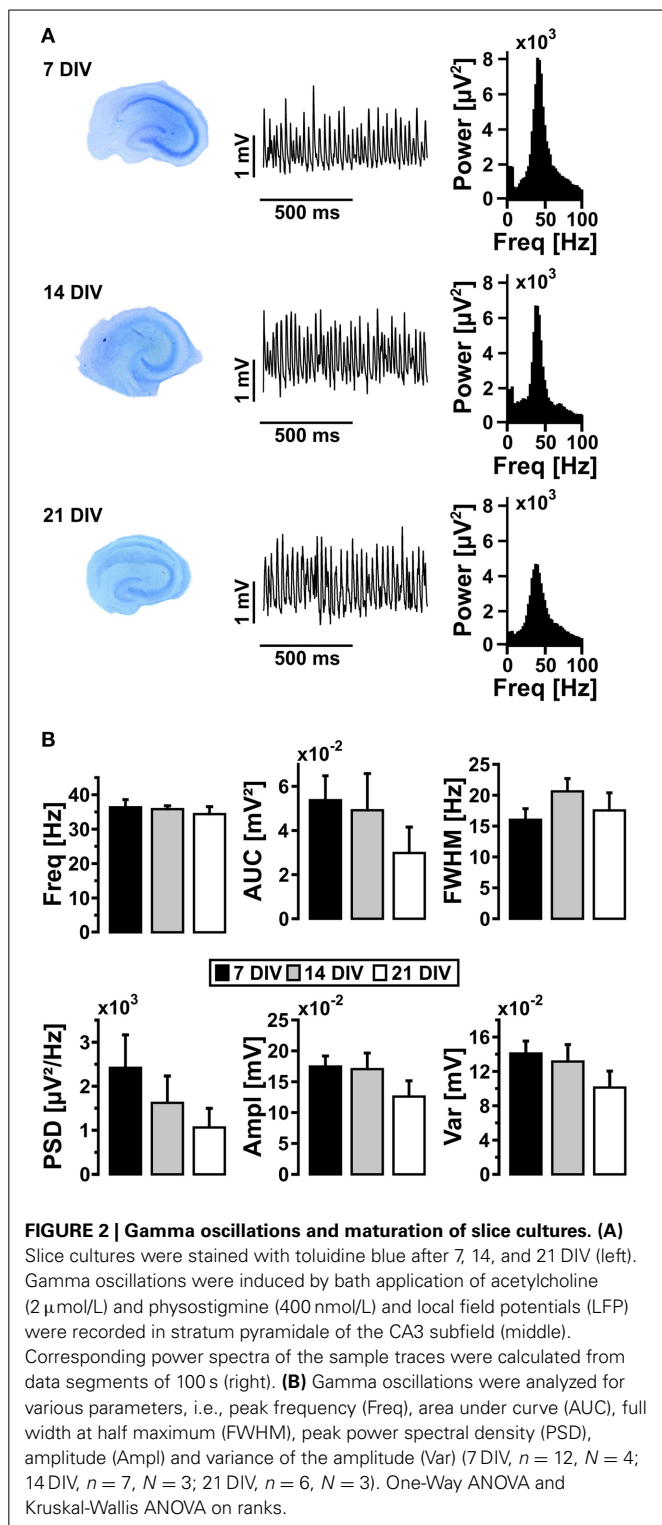 A
7 DIV
1 mV
500 ms
x10³
Power [µV²]
8
6
4
2
0
0 50 100
Freq [Hz]
14 DIV
1 mV
500 ms
x10³
Power [µV²]
8
6
4
2
0
0 50 100
Freq [Hz]
21 DIV
1 mV
500 ms
x10³
Power [µV²]
8
6
4
2
0
0 50 100
Freq [Hz]
B
Freq [Hz]
40
30
20
10
0
x10⁻²
AUC [mV²]
6
4
2
0
FWHM [Hz]
25
20
15
10
5
0
7 DIV 14 DIV 21 DIV
x10³
PSD [µV²/Hz]
3
2
1
0
x10⁻²
Ampl [mV]
25
20
15
10
5
0
x10⁻²
Var [mV]
16
12
8
4
0
FIGURE 2 | Gamma oscillations and maturation of slice cultures. (A)
Slice cultures were stained with toluidine blue after 7, 14, and 21 DIV (left).
Gamma oscillations were induced by bath application of acetylcholine
(2 µmol/L) and physostigmine (400 nmol/L) and local field potentials (LFP)
were recorded in stratum pyramidale of the CA3 subfield (middle).
Corresponding power spectra of the sample traces were calculated from
data segments of 100 s (right). (B) Gamma oscillations were analyzed for
various parameters, i.e., peak frequency (Freq), area under curve (AUC), full
width at half maximum (FWHM), peak power spectral density (PSD),
amplitude (Ampl) and variance of the amplitude (Var) (7 DIV, n = 12, N = 4;
14 DIV, n = 7, N = 3; 21 DIV, n = 6, N = 3). One-Way ANOVA and
Kruskal-Wallis ANOVA on ranks.